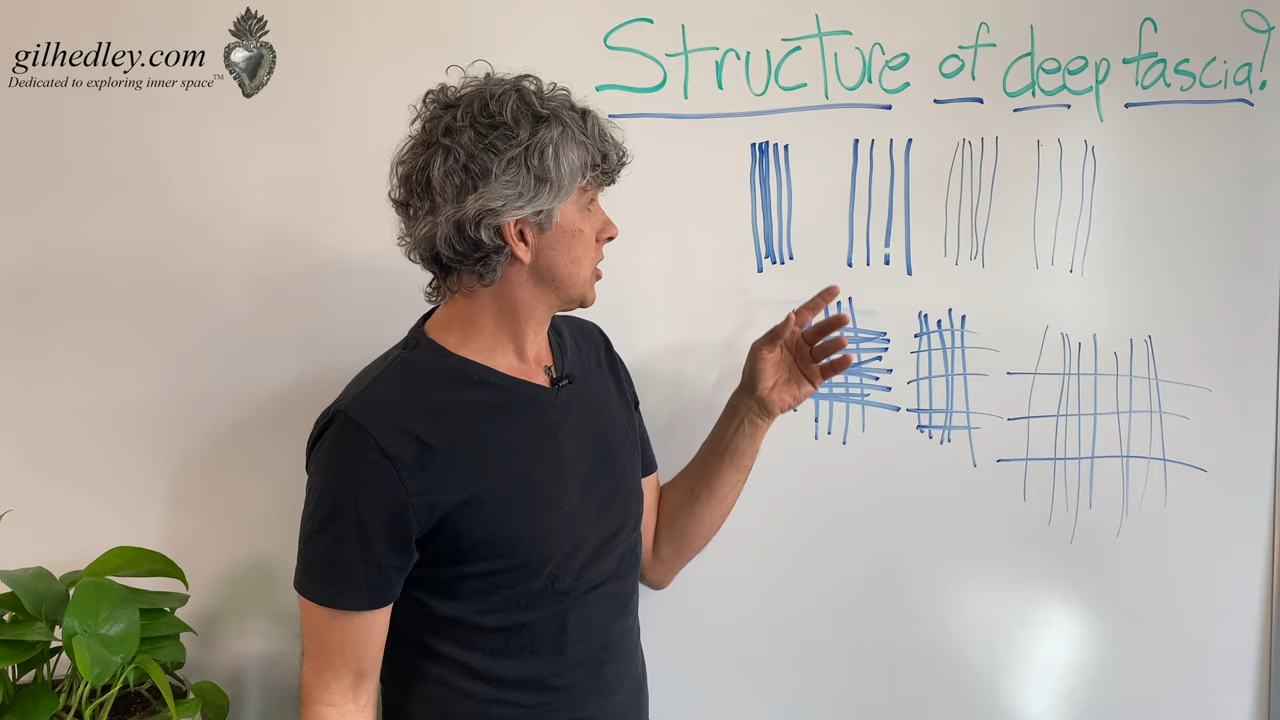 gilhedley.com
Dedicated to exploring inner space™
Structure of deep fascia!